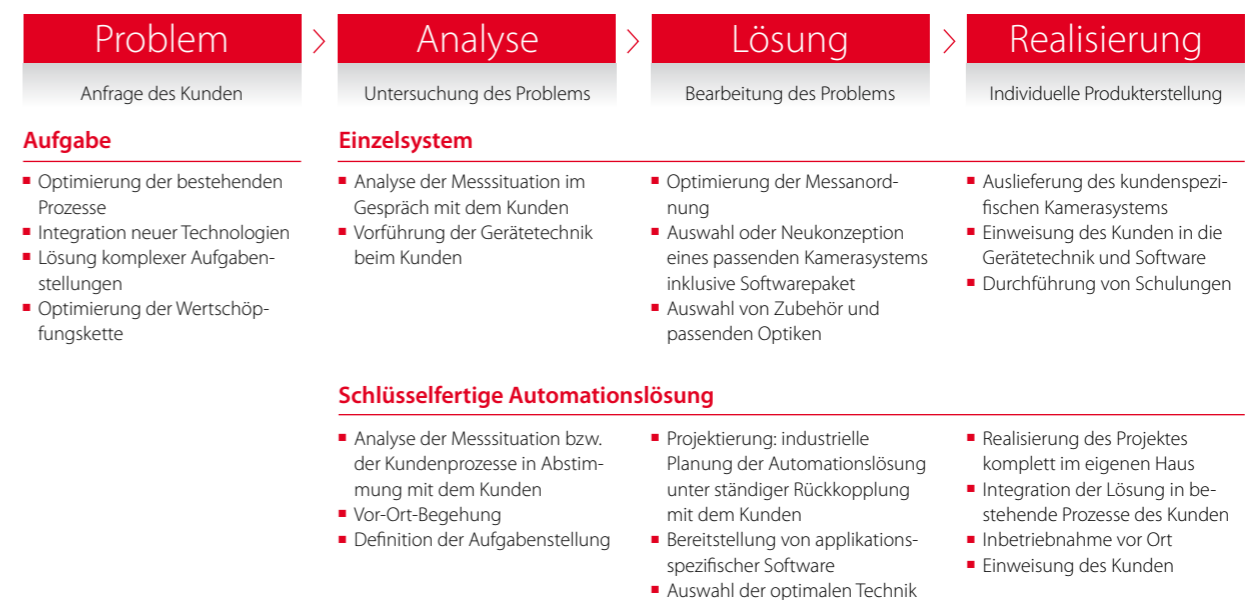 Problem
Analyse
Lösung
Realisierung
Anfrage des Kunden
Untersuchung des Problems
Bearbeitung des Problems
Individuelle Produkterstellung
Aufgabe
Optimierung der bestehenden
Prozesse
Integration neuer Technologien
Lösung komplexer Aufgaben-
stellungen
Optimierung der Wertschöp-
fungskette
Einzelsystem
Analyse der Messsituation im
Gespräch mit dem Kunden
Vorführung der Gerätetechnik
beim Kunden
Optimierung der Messanord-
nung
Auswahl oder Neukonzeption
eines passenden Kamerasystems
inklusive Softwarepaket
Auswahl von Zubehör und
passenden Optiken
Auslieferung des kundenspezi-
fischen Kamerasystems
Einweisung des Kunden in die
Gerätetechnik und Software
Durchführung von Schulungen
Schlüsselfertige Automationslösung
Analyse der Messsituation bzw.
der Kundenprozesse in Abstim-
mung mit dem Kunden
Vor-Ort-Begehung
Definition der Aufgabenstellung
Projektierung: industrielle
Planung der Automationslösung
unter ständiger Rückkopplung
mit dem Kunden
Bereitstellung von applikations-
spezifischer Software
Auswahl der optimalen Technik
Realisierung des Projektes
komplett im eigenen Haus
Integration der Lösung in be-
stehende Prozesse des Kunden
Inbetriebnahme vor Ort
Einweisung des Kunden